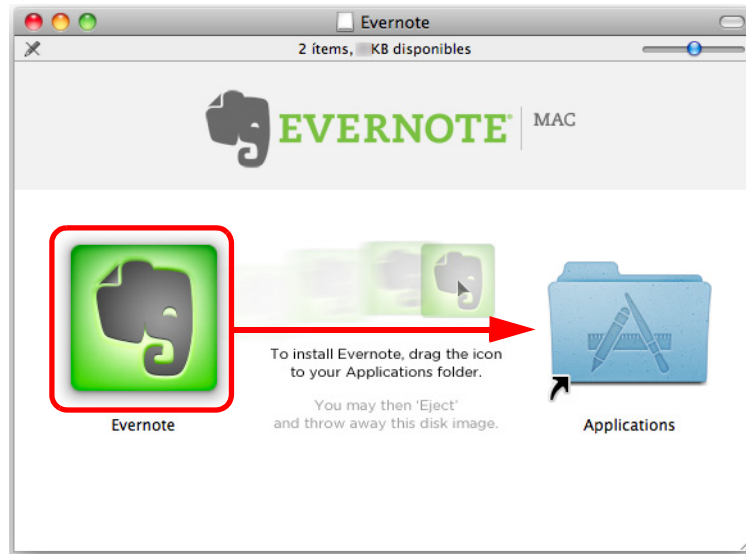 Evernote
2 ítems, KB disponibles
EVERNOTE® MAC
To install Evernote, drag the icon
to your Applications folder.
You may then 'Eject'
and throw away this disk image.
Evernote
Applications